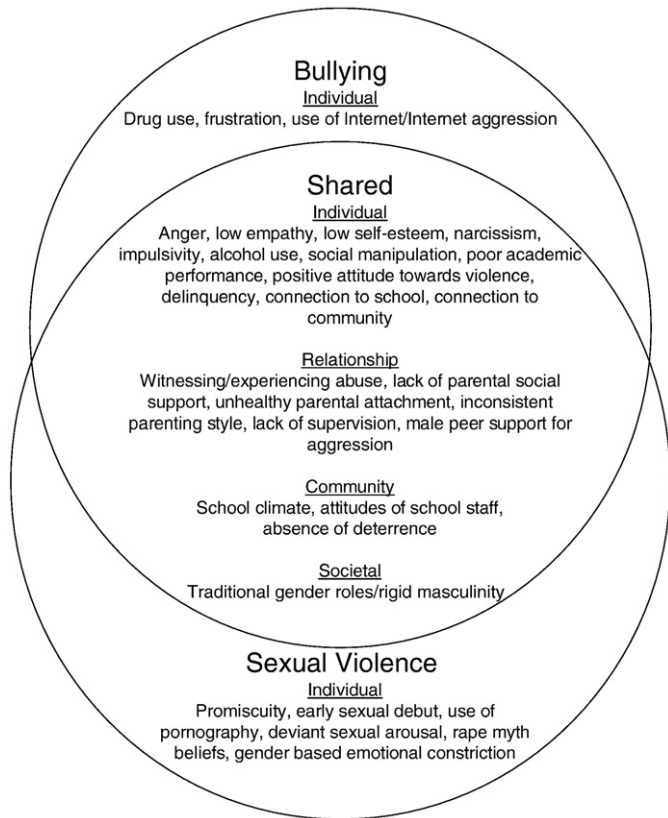 Bullying
Individual
Drug use, frustration, use of Internet/Internet aggression
Shared
Individual
Anger, low empathy, low self-esteem, narcissism,
impulsivity, alcohol use, social manipulation, poor academic
performance, positive attitude towards violence,
delinquency, connection to school, connection to
community
Relationship
Witnessing/experiencing abuse, lack of parental social
support, unhealthy parental attachment, inconsistent
parenting style, lack of supervision, male peer support for
aggression
Community
School climate, attitudes of school staff,
absence of deterrence
Societal
Traditional gender roles/rigid masculinity
Sexual Violence
Individual
Promiscuity, early sexual debut, use of
pornography, deviant sexual arousal, rape myth
beliefs, gender based emotional constriction